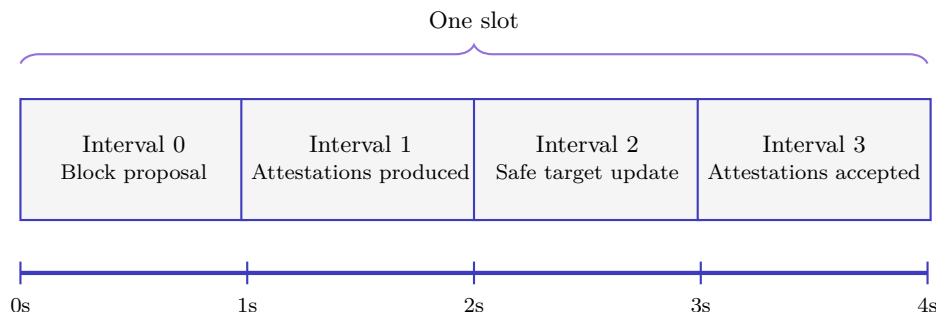 One slot
Interval 0
Block proposal
Interval 1
Attestations produced
Interval 2
Safe target update
Interval 3
Attestations accepted
0s
1s
2s
3s
4s